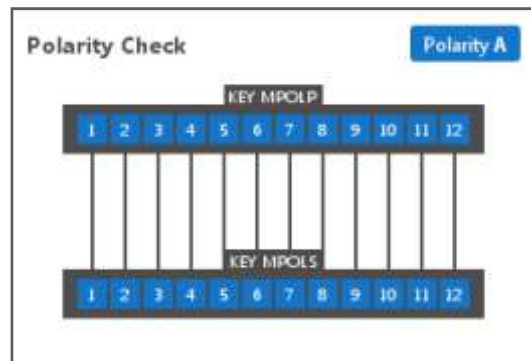 Polarity Check
Polarity A
KEY MPOLP
1 2 3 4 5 6 7 8 9 10 11 12
KEY MPOLS
1 2 3 4 5 6 7 8 9 10 11 12